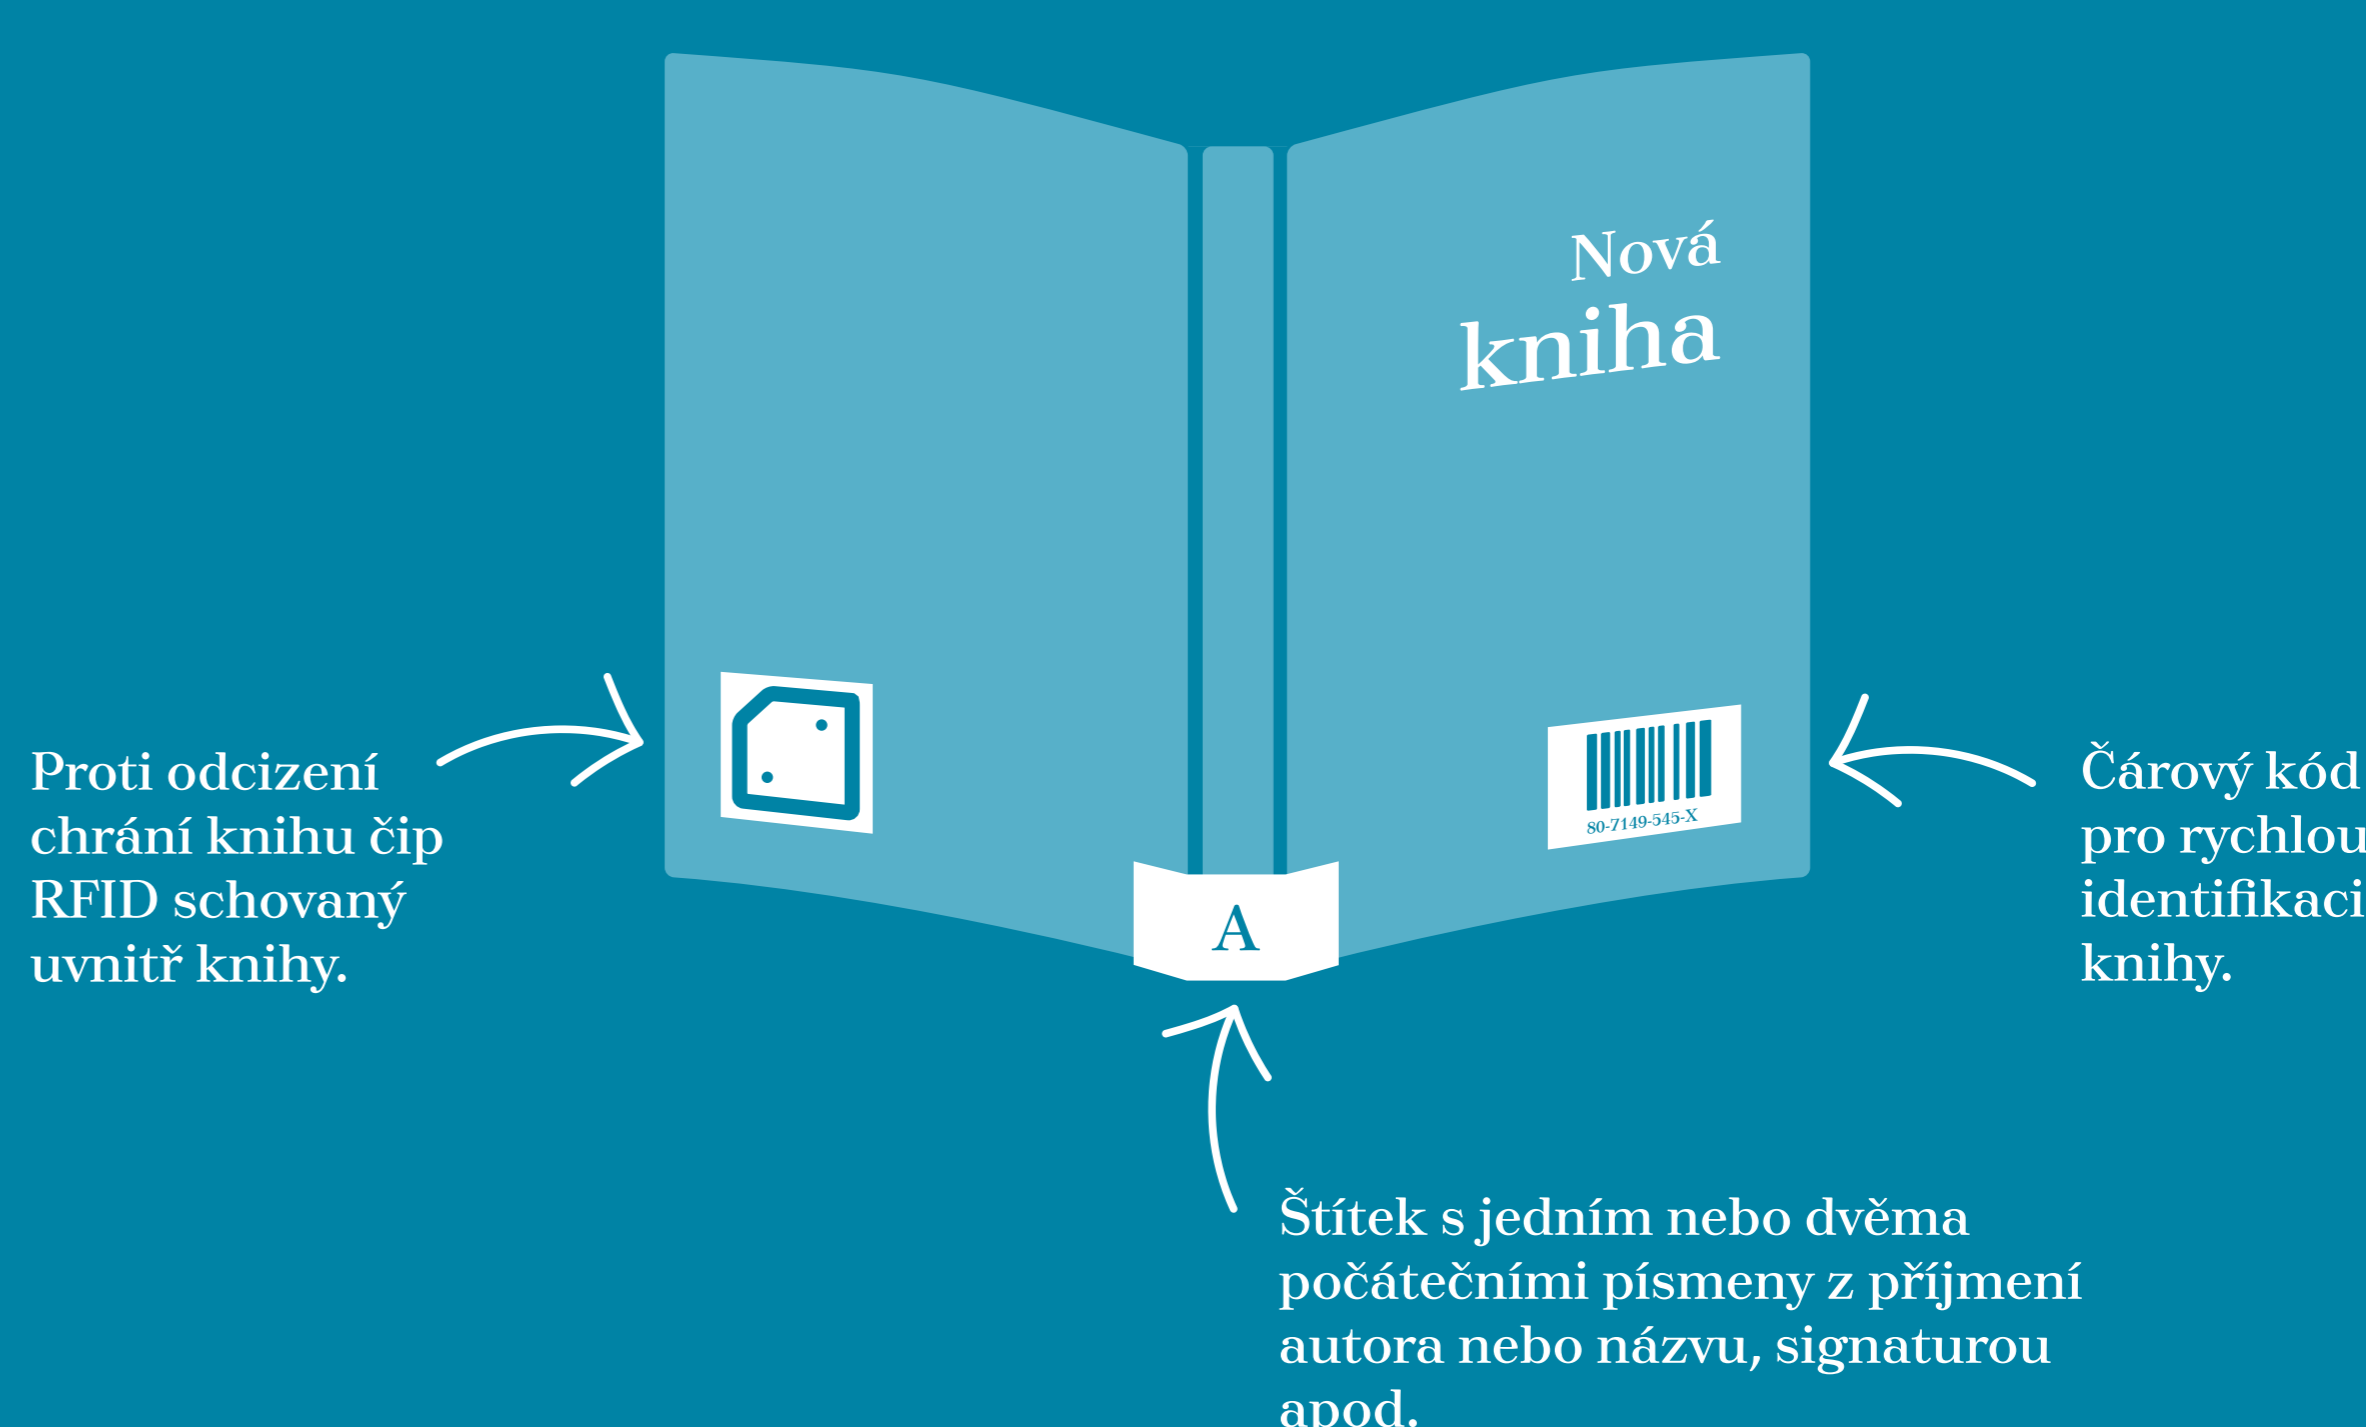 Nová
kniha
80-7149-545-X
A
Proti odcizení
chrání knihu čip
RFID schovaný
uvnitř knihy.
Čárový kód
pro rychlou
identifikaci
knihy.
Štítek s jedním nebo dvěma
počátečními písmeny z příjmení
autora nebo názvu, signaturou
apod.